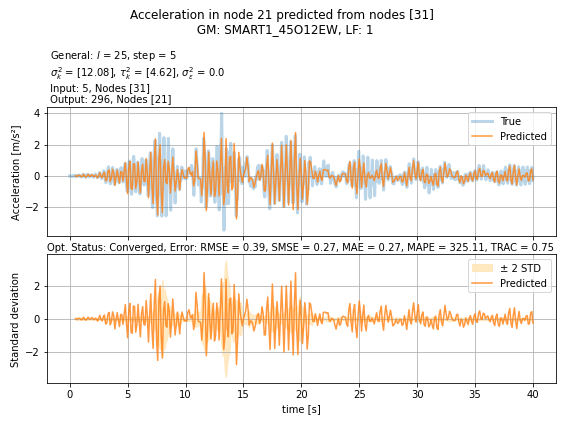 Acceleration in node 21 predicted from nodes [31]
GM: SMART1_45O12EW, LF: 1
General: l = 25, step = 5
σ²ₖ = [12.08], τ²ₖ = [4.62], σ²ε = 0.0
Input: 5, Nodes [31]
Output: 296, Nodes [21]
Acceleration [m/s²]
4
2
0
−2
True
Predicted
Opt. Status: Converged, Error: RMSE = 0.39, SMSE = 0.27, MAE = 0.27, MAPE = 325.11, TRAC = 0.75
Standard deviation
2
0
−2
± 2 STD
Predicted
0 5 10 15 20 25 30 35 40
time [s]